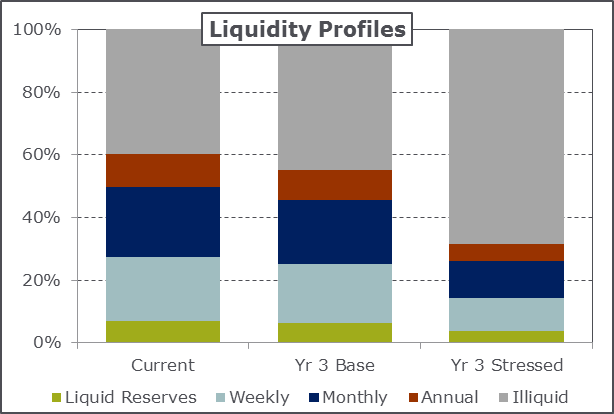 Liquidity Profiles
100%
80%
60%
40%
20%
0%
Current Yr 3 Base Yr 3 Stressed
Liquid Reserves Weekly Monthly Annual Illiquid